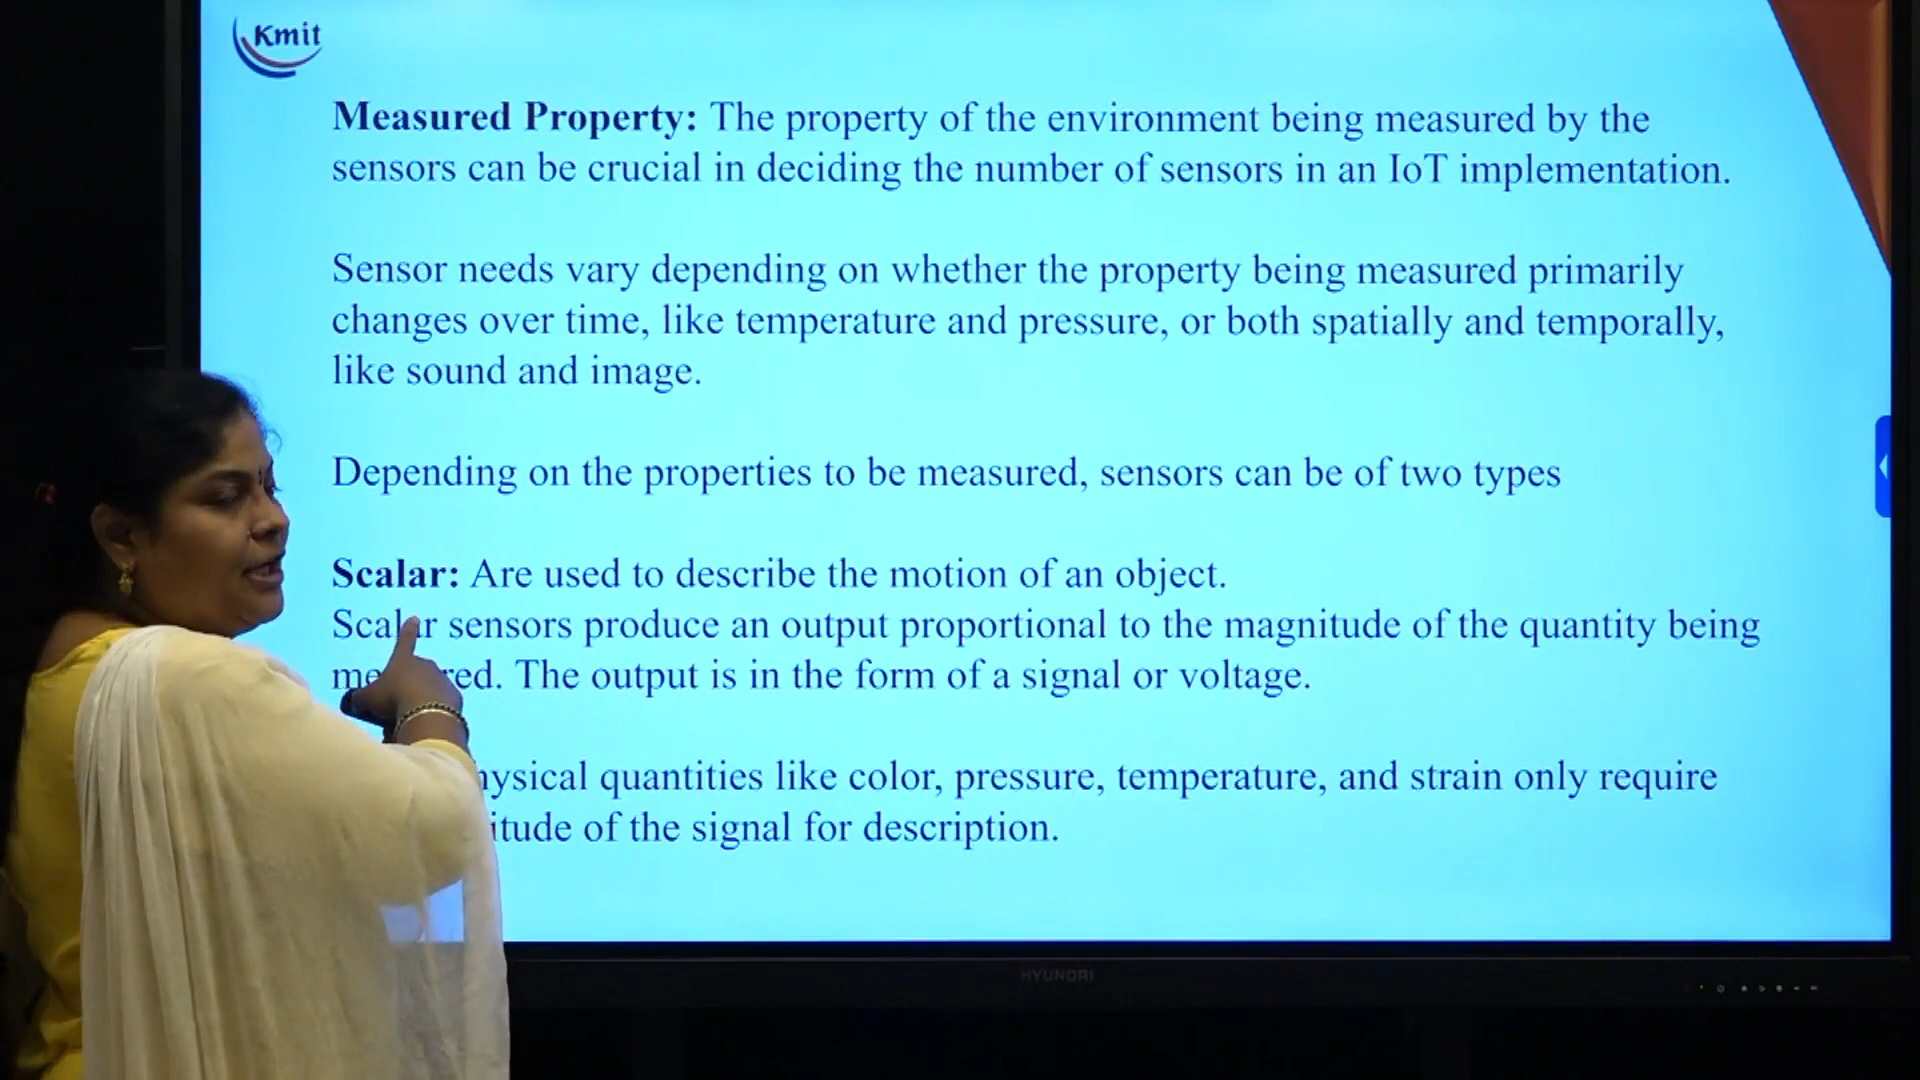 Kmit
Measured Property: The property of the environment being measured by the
sensors can be crucial in deciding the number of sensors in an IoT implementation.
Sensor needs vary depending on whether the property being measured primarily
changes over time, like temperature and pressure, or both spatially and temporally,
like sound and image.
Depending on the properties to be measured, sensors can be of two types
Scalar: Are used to describe the motion of an object.
Scalar sensors produce an output proportional to the magnitude of the quantity being
The output is in the form of a signal or voltage.
quantities like color, pressure, temperature, and strain only require
of the signal for description.
HYUNDAI